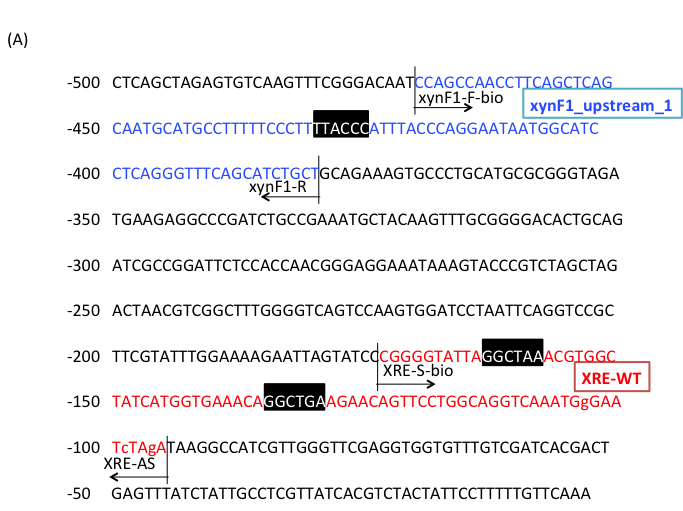 (A)
-500 CTCAGCTAGAGTGTCAAGTTTCGGGACAATCCAGCCAACCTTCAGCTCAG
xynF1-F-bio
xynF1_upstream_1
-450 CAATGCATGCCTTTTTCCCTTTTACCCATTTACCCAGGAATAATGGCATC
-400 CTCAGGGTTTCAGCATCTGCTGCAGAAAGTGCCCTGCATGCGCGGGTAGA
xynF1-R
-350 TGAAGAGGCCCGATCTGCCGAAATGCTACAAGTTTGCGGGGACACTGCAG
-300 ATCGCCGGATTCTCCACCAACGGGAGGAAATAAAGTACCCGTCTAGCTAG
-250 ACTAACGTCGGCTTTGGGGTCAGTCCAAGTGGATCCTAATTCAGGTCCGC
-200 TTCGTATTTGGAAAAGAATTAGTATCCCGGGGTATTAGGCTAAACGTGGC
XRE-S-bio
XRE-WT
-150 TATCATGGTGAAACAGGCTGAAGAACAGTTCCTGGCAGGTCAAATGgGAA
-100 TcTAgATAAGGCCATCGTTGGGTTCGAGGTGGTGTTTGTCGATCACGACT
XRE-AS
-50 GAGTTTATCTATTGCCTCGTTATCACGTCTACTATTCCTTTTTGTTCAAA